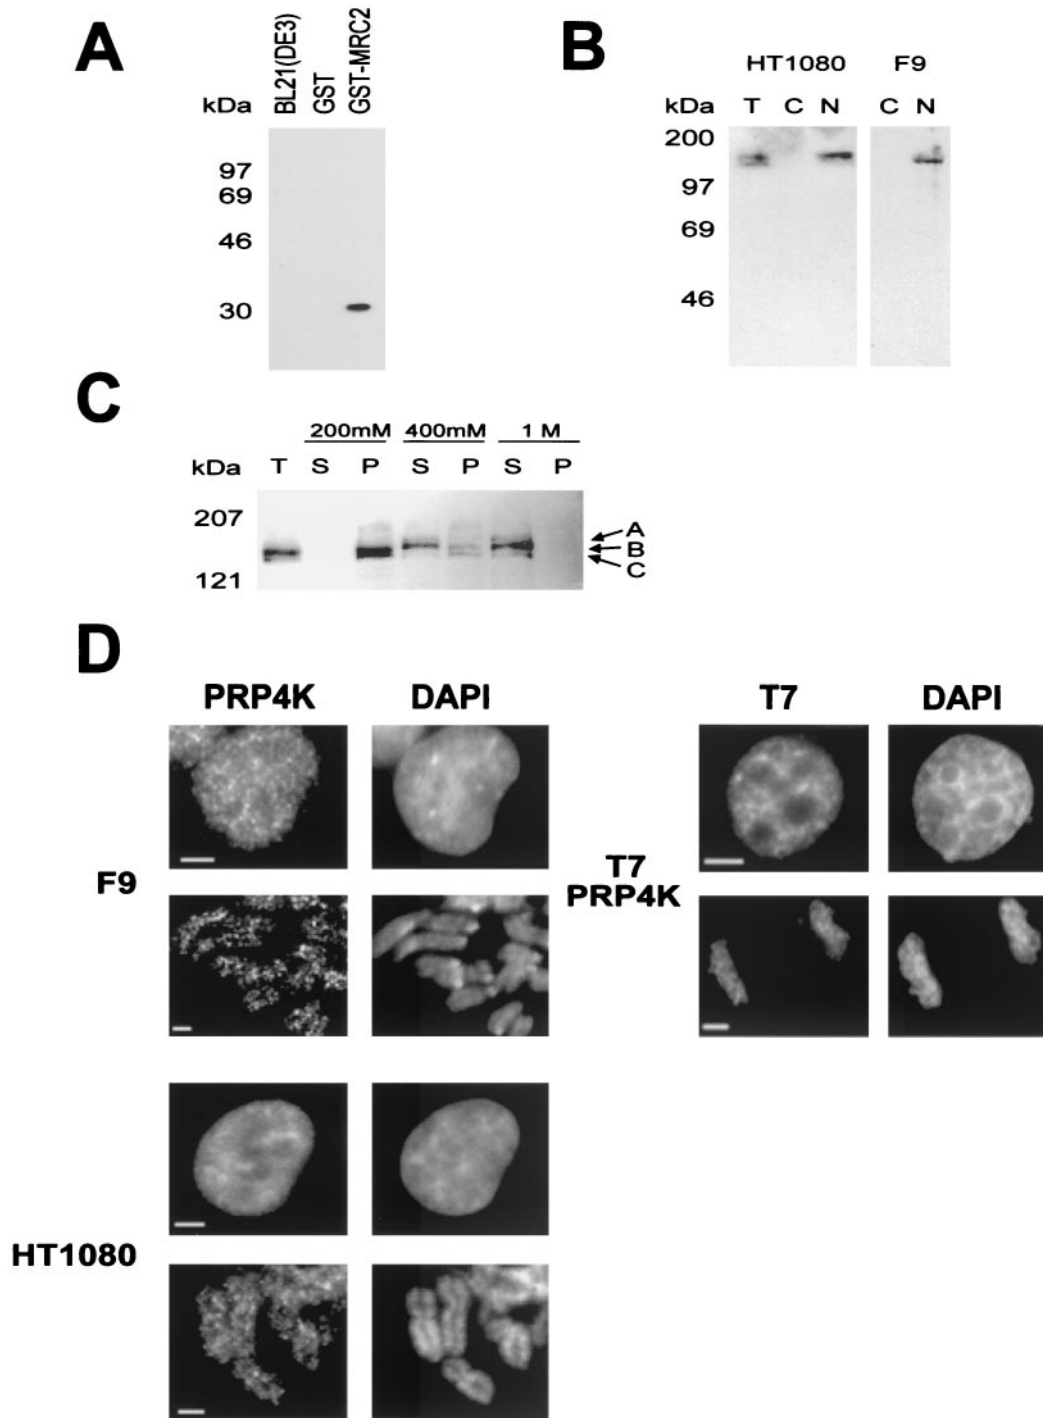 A
kDa
BL21(DE3)
GST
GST-MRC2
97
69
46
30
B
HT1080 F9
T C N C N
200
97
69
46
C
200mM 400mM 1 M
kDa T S P S P S P
207
121
A
B
C
D
PRP4K DAPI T7 DAPI
F9
T7
PRP4K
HT1080